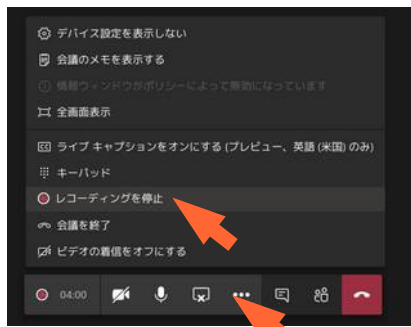 デバイス設定を表示しない
会議のメモを表示する
情報ウィンドウがポリシーによって無効になっています
全画面表示
CC ライブ キャプションをオンにする (プレビュー、英語 (米国) のみ)
キーパッド
レコーディングを停止
会議を終了
ビデオの着信をオフにする
04:00